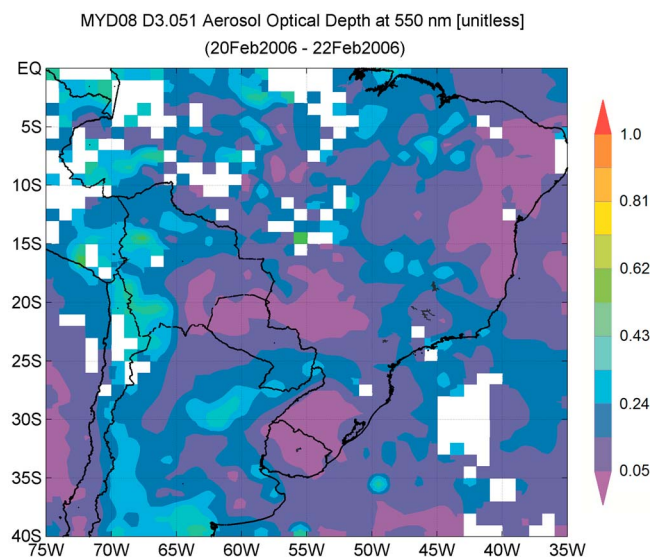 MYD08 D3.051 Aerosol Optical Depth at 550 nm [unitless]
(20Feb2006 - 22Feb2006)
EQ
5S
10S
15S
20S
25S
30S
35S
40S
75W 70W 65W 60W 55W 50W 45W 40W 35W
1.0
0.81
0.62
0.43
0.24
0.05